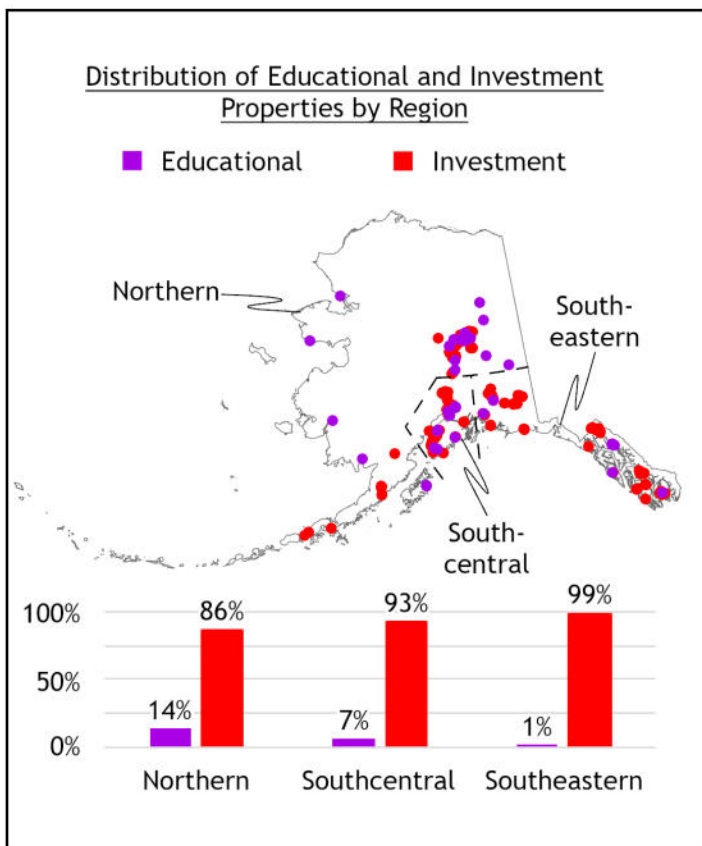 Distribution of Educational and Investment
Properties by Region
Educational
Investment
Northern
South-
eastern
South-
central
100%
50%
0%
14%
86%
7%
93%
1%
99%
Northern
Southcentral
Southeastern